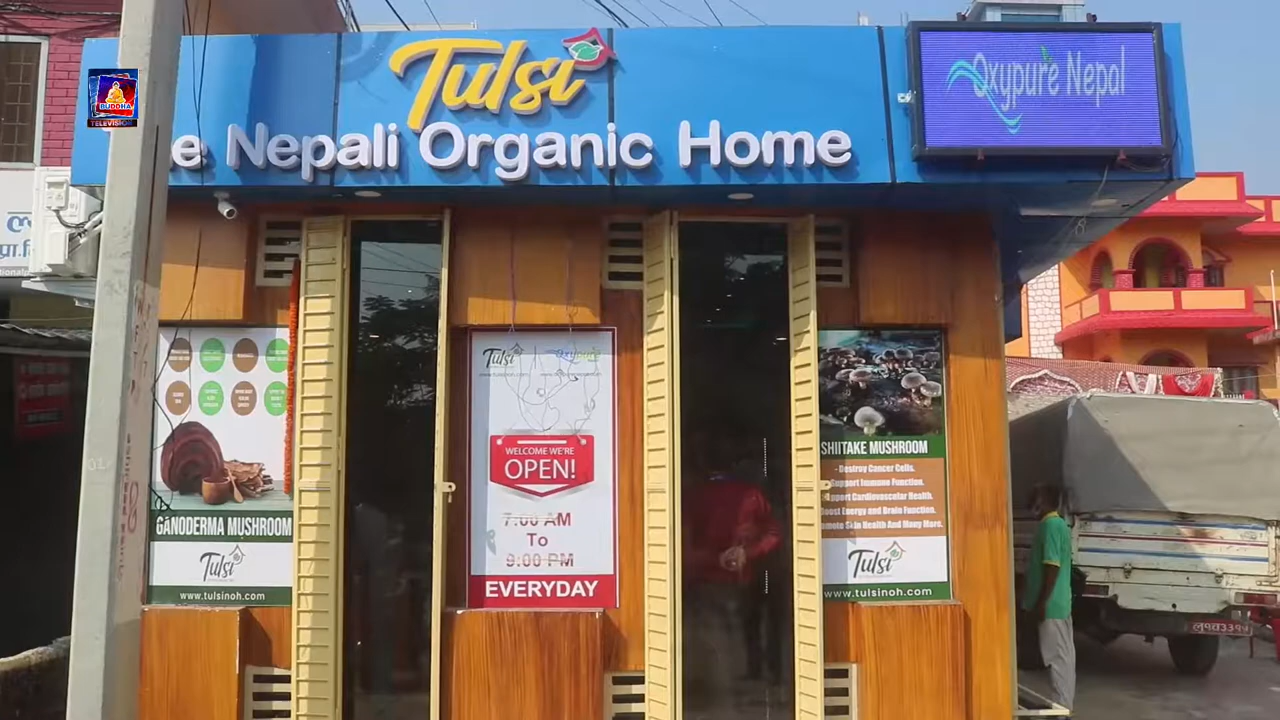 Tulsi
e Nepali Organic Home
Oxypure Nepal
BUDDHA
TELEVISION
GANODERMA MUSHROOM
Tulsi
www.tulsinoh.com
Tulsi
Oxypure
WELCOME WE'RE
OPEN!
7:00 AM
To
9:00 PM
EVERYDAY
SHIITAKE MUSHROOM
- Destroy Cancer Cells.
Support Immune Function.
Support Cardiovascular Health.
Boost Energy and Brain Function.
Promote Skin Health And Many More.
Tulsi
www.tulsinoh.com